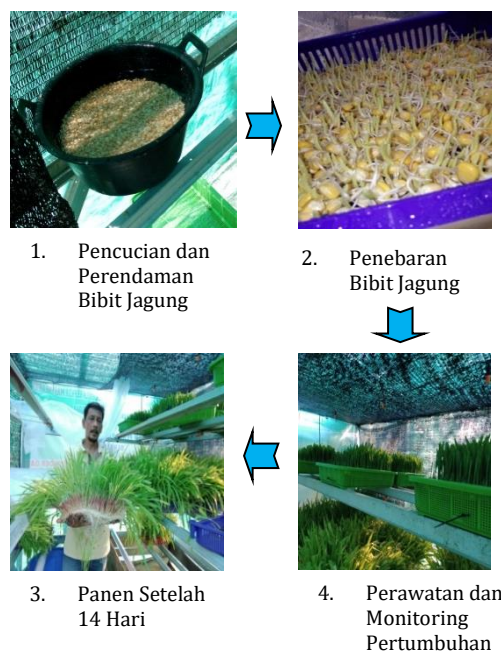 1. Pencucian dan
Perendaman
Bibit Jagung
2. Penebaran
Bibit Jagung
3. Panen Setelah
14 Hari
4. Perawatan dan
Monitoring
Pertumbuhan